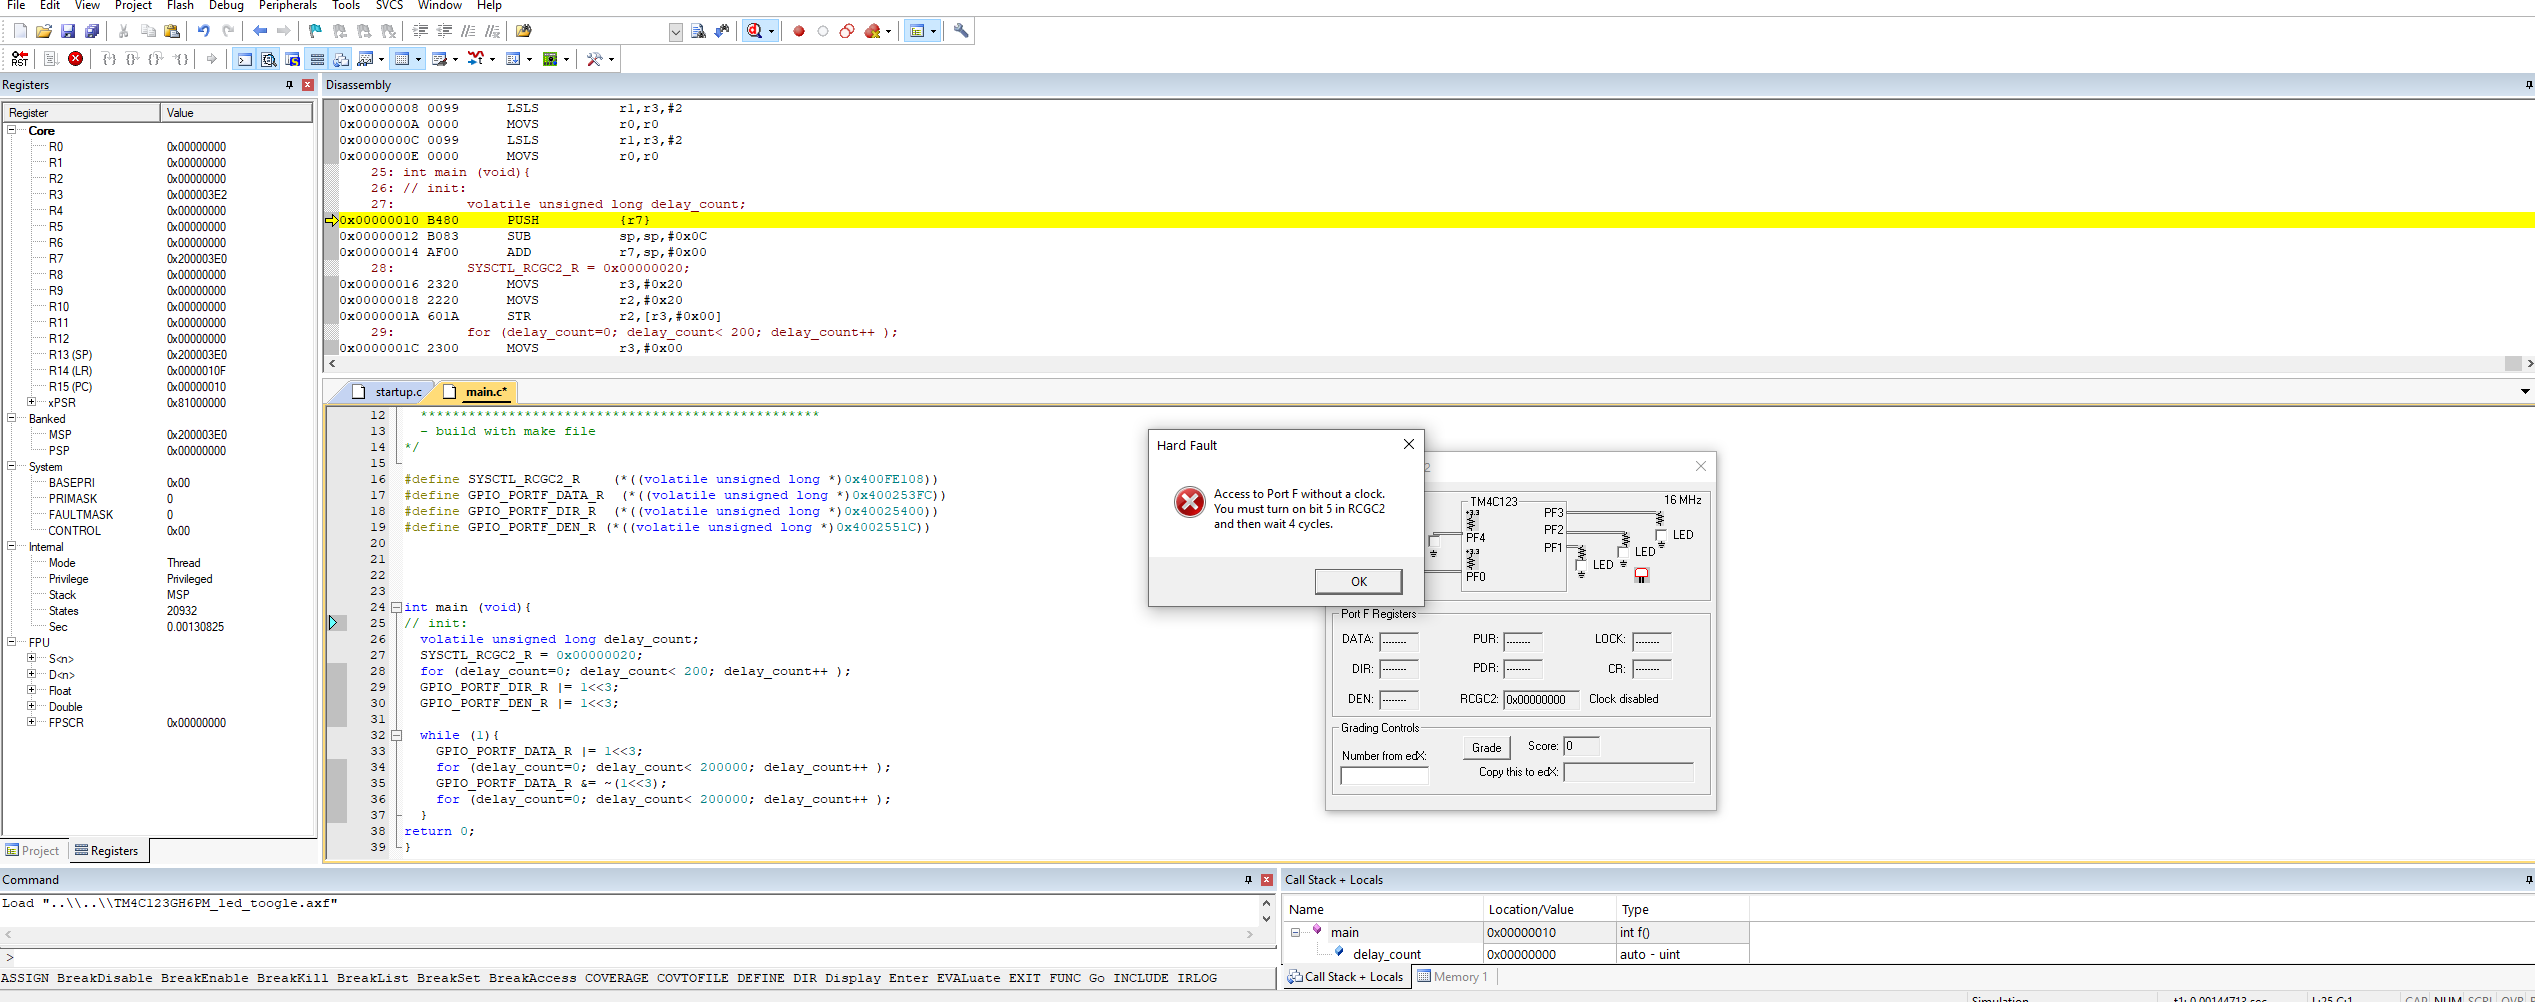 File Edit View Project Flash Debug Peripherals Tools SVCS Window Help
Registers
Register Value
Core
R0 0x00000000
R1 0x00000000
R2 0x00000000
R3 0x000003E2
R4 0x00000000
R5 0x00000000
R6 0x00000000
R7 0x200003E0
R8 0x00000000
R9 0x00000000
R10 0x00000000
R11 0x00000000
R12 0x00000000
R13 (SP) 0x200003E0
R14 (LR) 0x0000010F
R15 (PC) 0x00000010
xPSR 0x81000000
Banked
MSP 0x200003E0
PSP 0x00000000
System
BASEPRI 0x00
PRIMASK 0
FAULTMASK 0
CONTROL 0x00
Internal
Mode Thread
Privilege Privileged
Stack MSP
States 20932
Sec 0.00130825
FPU
S<n>
D<n>
Float
Double
FPSCR 0x00000000
Project Registers
Disassembly
0x00000008 0099 LSLS r1,r3,#2
0x0000000A 0000 MOVS r0,r0
0x0000000C 0099 LSLS r1,r3,#2
0x0000000E 0000 MOVS r0,r0
25: int main (void){
26: // init:
27: volatile unsigned long delay_count;
0x00000010 B480 PUSH {r7}
0x00000012 B083 SUB sp,sp,#0x0C
0x00000014 AF00 ADD r7,sp,#0x00
28: SYSCTL_RCGC2_R = 0x00000020;
0x00000016 2320 MOVS r3,#0x20
0x00000018 2220 MOVS r2,#0x20
0x0000001A 601A STR r2,[r3,#0x00]
29: for (delay_count=0; delay_count< 200; delay_count++ );
0x0000001C 2300 MOVS r3,#0x00
startup.c main.c*
12 **************************************************
13 - build with make file
14 */
15
16 #define SYSCTL_RCGC2_R (*((volatile unsigned long *)0x400FE108))
17 #define GPIO_PORTF_DATA_R (*((volatile unsigned long *)0x400253FC))
18 #define GPIO_PORTF_DIR_R (*((volatile unsigned long *)0x40025400))
19 #define GPIO_PORTF_DEN_R (*((volatile unsigned long *)0x4002551C))
20
21
22
23
24 int main (void){
25 // init:
26 volatile unsigned long delay_count;
27 SYSCTL_RCGC2_R = 0x00000020;
28 for (delay_count=0; delay_count< 200; delay_count++ );
29 GPIO_PORTF_DIR_R |= 1<<3;
30 GPIO_PORTF_DEN_R |= 1<<3;
31
32 while (1){
33 GPIO_PORTF_DATA_R |= 1<<3;
34 for (delay_count=0; delay_count< 200000; delay_count++ );
35 GPIO_PORTF_DATA_R &= ~(1<<3);
36 for (delay_count=0; delay_count< 200000; delay_count++ );
37 }
38 return 0;
39 }
Hard Fault
Access to Port F without a clock.
You must turn on bit 5 in RCGC2
and then wait 4 cycles.
OK
2
TM4C123 16 MHz
+3.3
PF3
PF2
PF1
PF4
+3.3
PF0
LED
LED
LED
Port F Registers
DATA: -------- PUR: -------- LOCK: --------
DIR: -------- PDR: -------- CR: --------
DEN: -------- RCGC2: 0x00000000 Clock disabled
Grading Controls
Number from edX: Grade Score: 0
Copy this to edX:
Command
Load "..\\..\\TM4C123GH6PM_led_toogle.axf"
>
ASSIGN BreakDisable BreakEnable BreakKill BreakList BreakSet BreakAccess COVERAGE COVTOFILE DEFINE DIR Display Enter EVALuate EXIT FUNC Go INCLUDE IRLOG
Call Stack + Locals
Name Location/Value Type
main 0x00000010 int f()
delay_count 0x00000000 auto - uint
Call Stack + Locals Memory 1
Simulation t1: 0.00144713 sec L:25 C:1 CAP NUM SCRL OVR